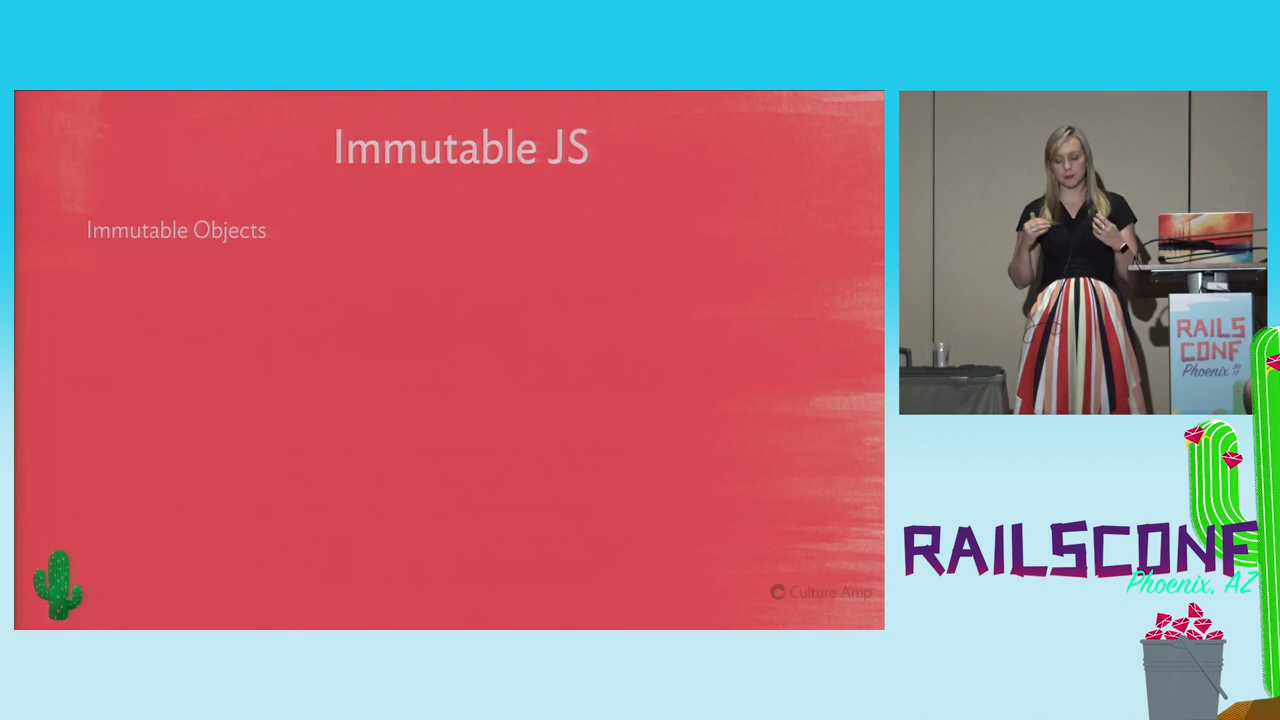 Immutable JS
Immutable Objects
Culture Amp
RAILS
CONF
Phoenix
RAILSCONF
Phoenix, AZ